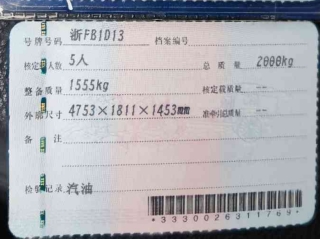 号牌号码 浙FB1D13 档案编号
核定人数 5人 总质量 2000kg
整备质量 1555kg 核定载质量 --
外廓尺寸 4753×1811×1453mm 准牵引总质量 --
备注
检验记录 汽油
*3330026311769*